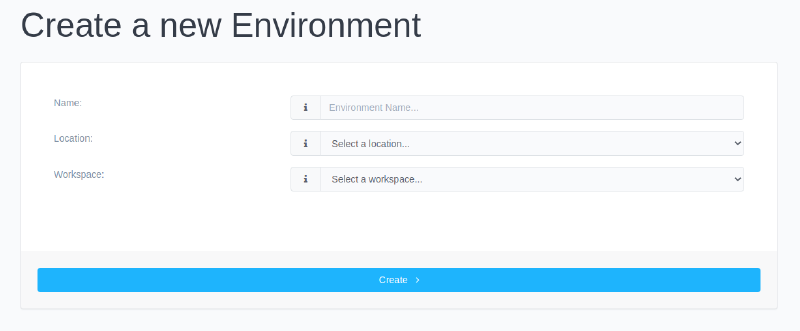 Create a new Environment
Name:
Environment Name...
Location:
Select a location...
Workspace:
Select a workspace...
Create